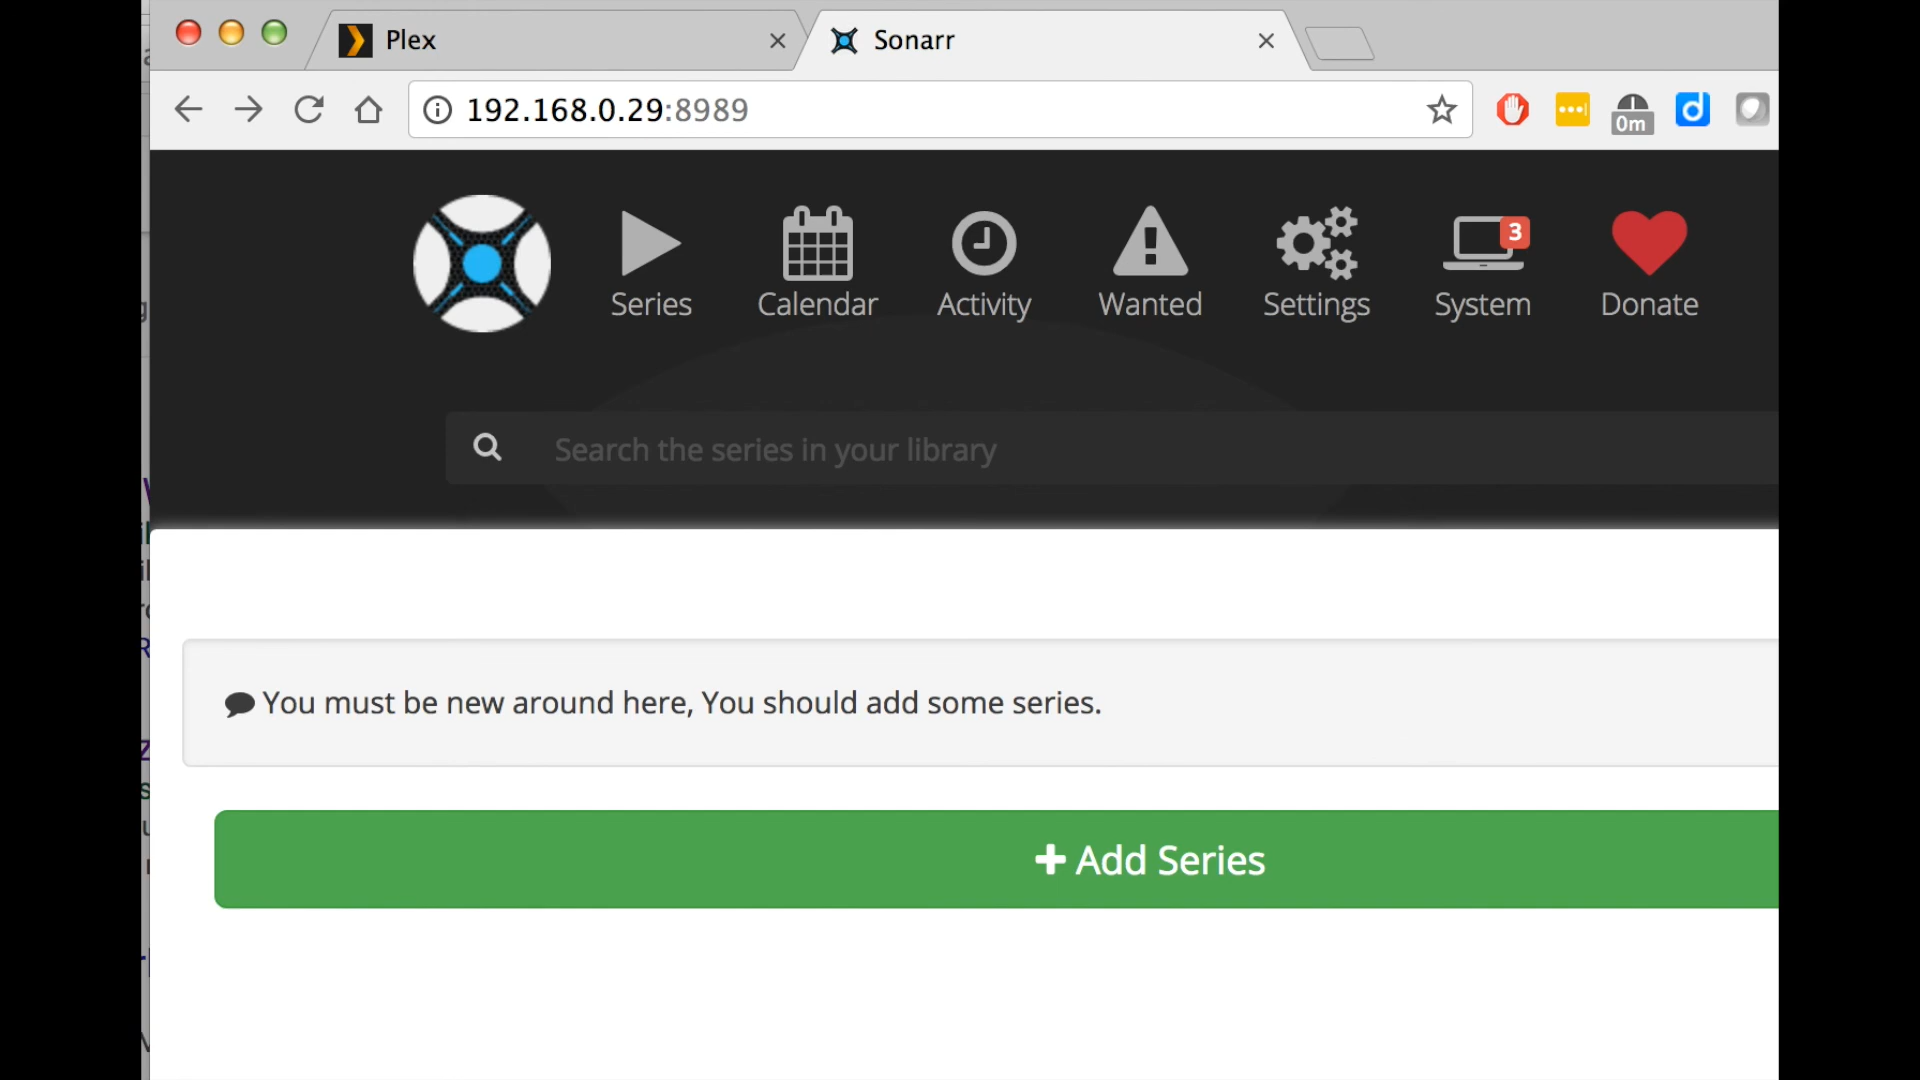 Plex
Sonarr
192.168.0.29:8989
0m
Series
Calendar
Activity
Wanted
Settings
3
System
Donate
Search the series in your library
You must be new around here, You should add some series.
Add Series